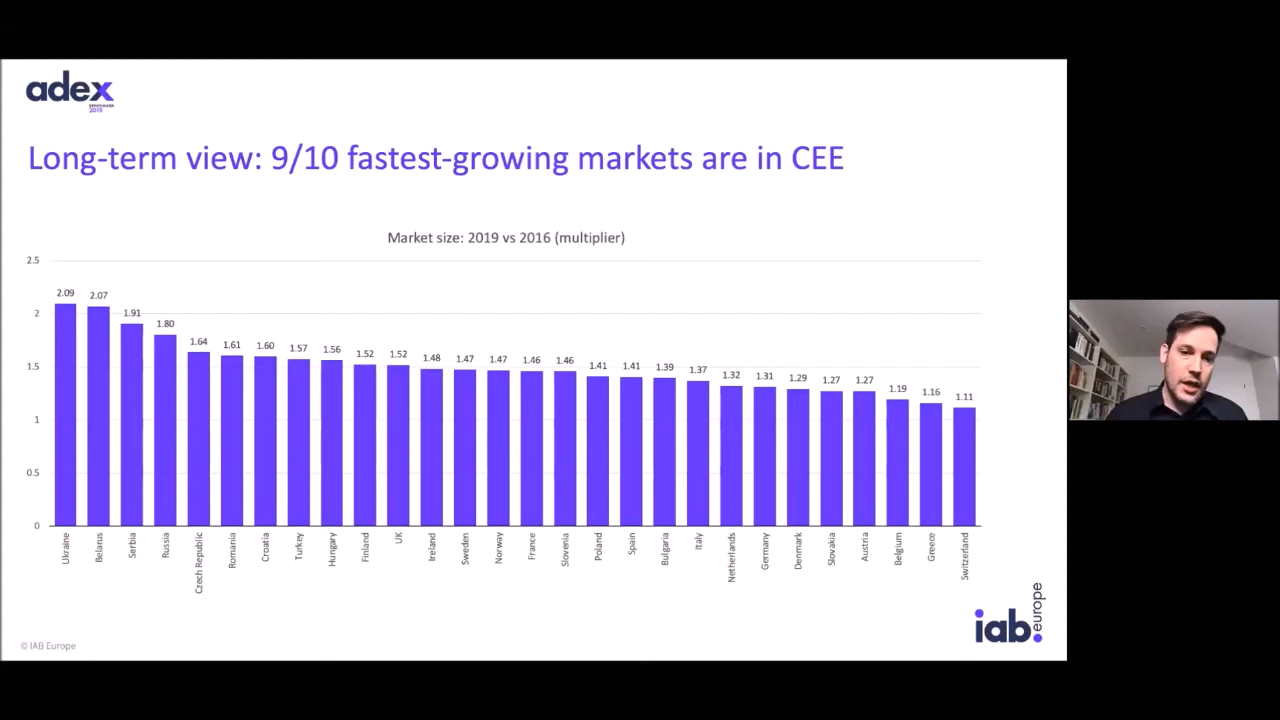 adex
BENCHMARK
2019
Long-term view: 9/10 fastest-growing markets are in CEE
Market size: 2019 vs 2016 (multiplier)
2.5
2
1.5
1
0.5
0
2.09
2.07
1.91
1.80
1.64
1.61
1.60
1.57
1.56
1.52
1.52
1.48
1.47
1.47
1.46
1.46
1.41
1.41
1.39
1.37
1.32
1.31
1.29
1.27
1.27
1.19
1.16
1.11
Ukraine
Belarus
Serbia
Russia
Czech Republic
Romania
Croatia
Turkey
Hungary
Finland
UK
Ireland
Sweden
Norway
France
Slovenia
Poland
Spain
Bulgaria
Italy
Netherlands
Germany
Denmark
Slovakia
Austria
Belgium
Greece
Switzerland
© IAB Europe
iab.europe